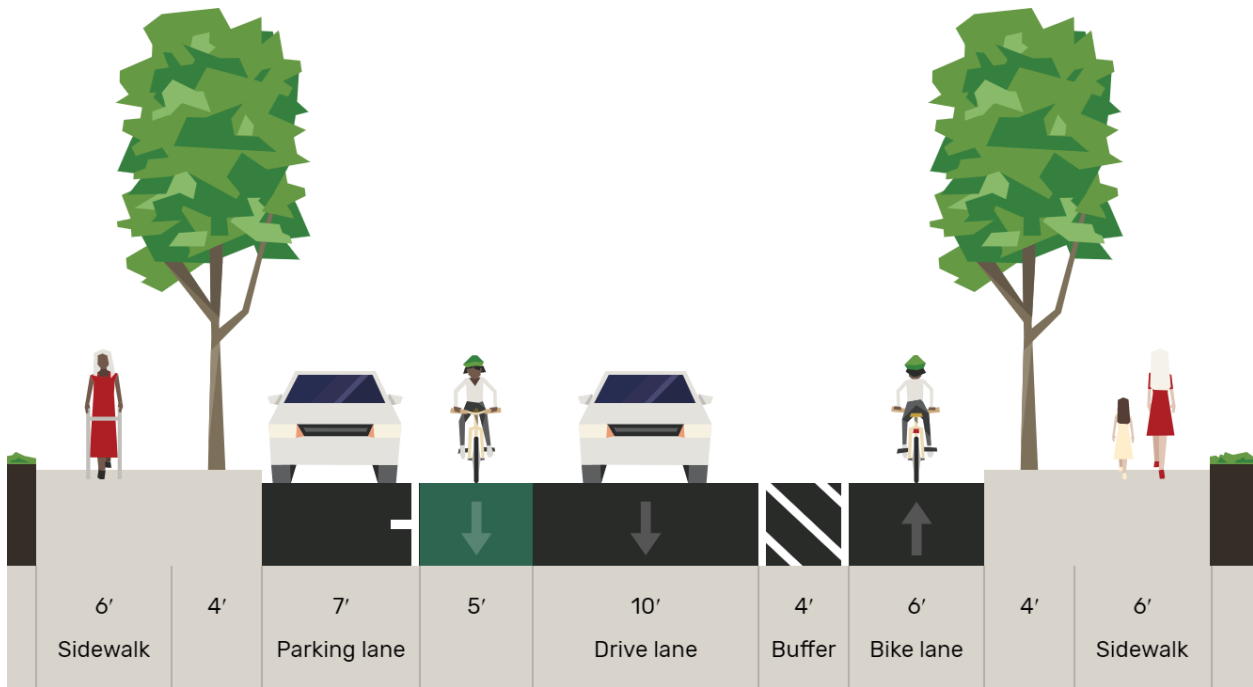 6′ 4′ 7′ 5′ 10′ 4′ 6′ 4′ 6′
Sidewalk Parking lane Drive lane Buffer Bike lane Sidewalk